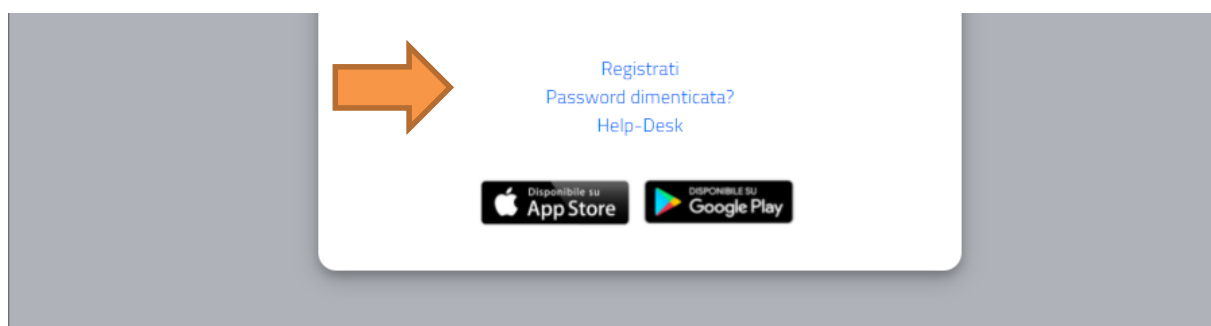 Registrati
Password dimenticata?
Help-Desk
Disponibile su
App Store
DISPONIBILE SU
Google Play